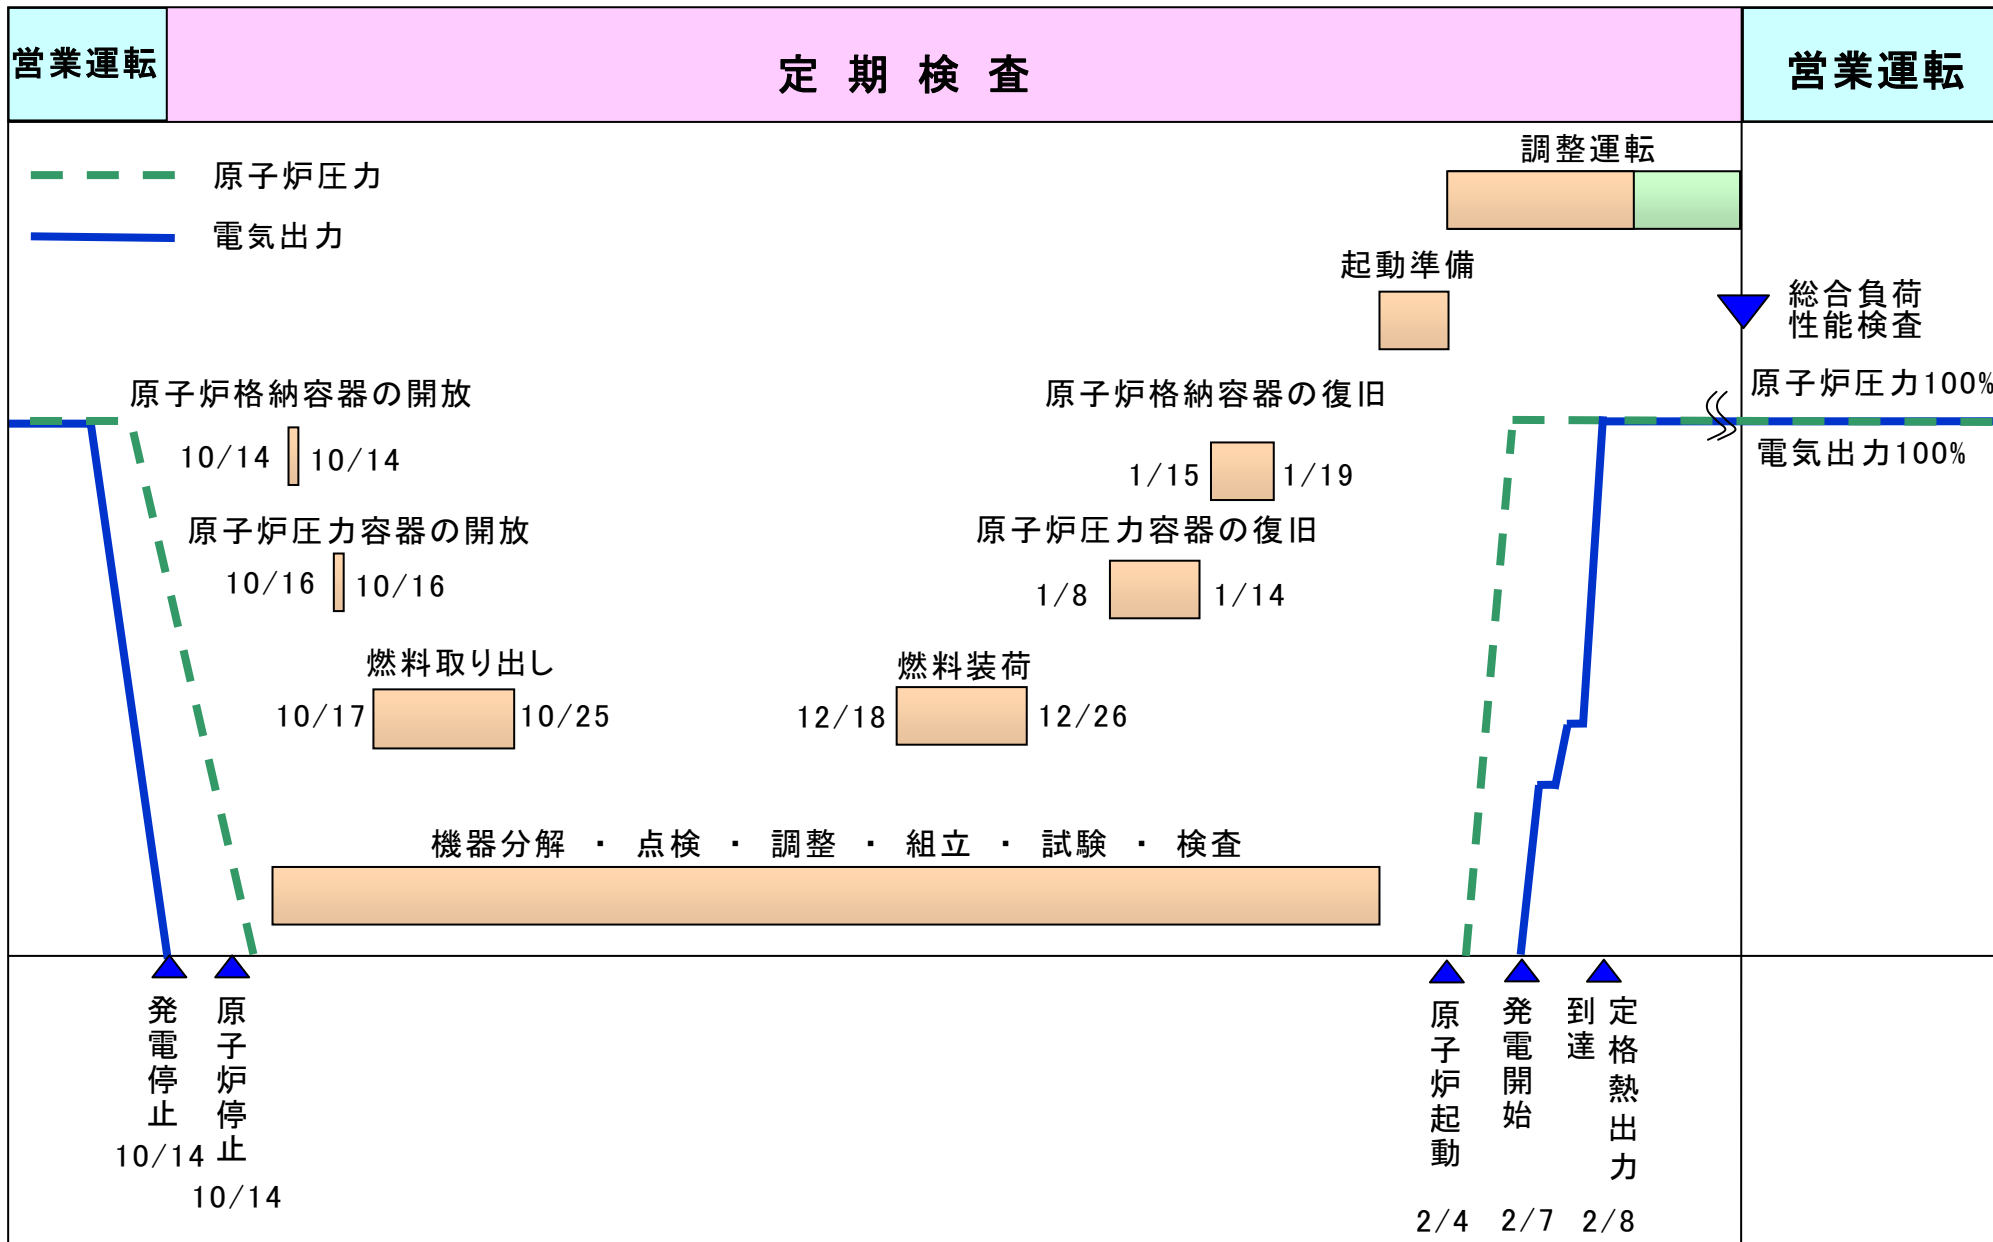 営業運転
定期検査
営業運転
原子炉圧力
電気出力
調整運転
起動準備
総合負荷
性能検査
原子炉圧力100%
電気出力100%
原子炉格納容器の開放
10/14 10/14
原子炉格納容器の復旧
1/15 1/19
原子炉圧力容器の開放
10/16 10/16
原子炉圧力容器の復旧
1/8 1/14
燃料取り出し
10/17 10/25
燃料装荷
12/18 12/26
機器分解 ・ 点検 ・ 調整 ・ 組立 ・ 試験 ・ 検査
発電停止
10/14
原子炉停止
10/14
原子炉起動
2/4
発電開始
2/7
定格熱出力
到達
2/8